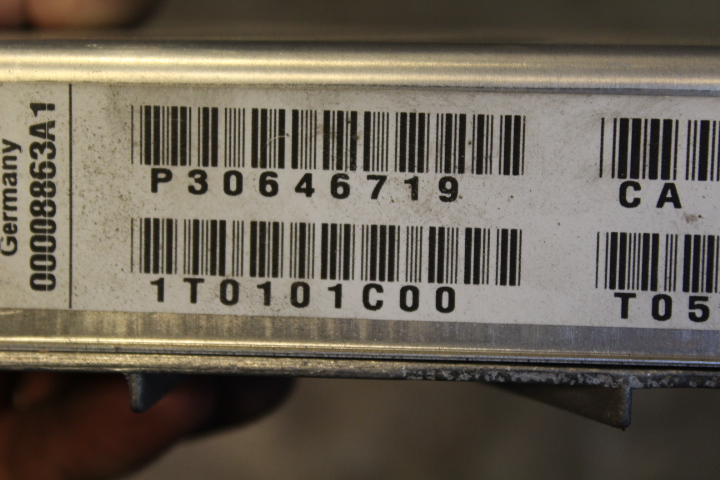 Germany
00008863A1
P30646719
1T0101C00
CA
T05